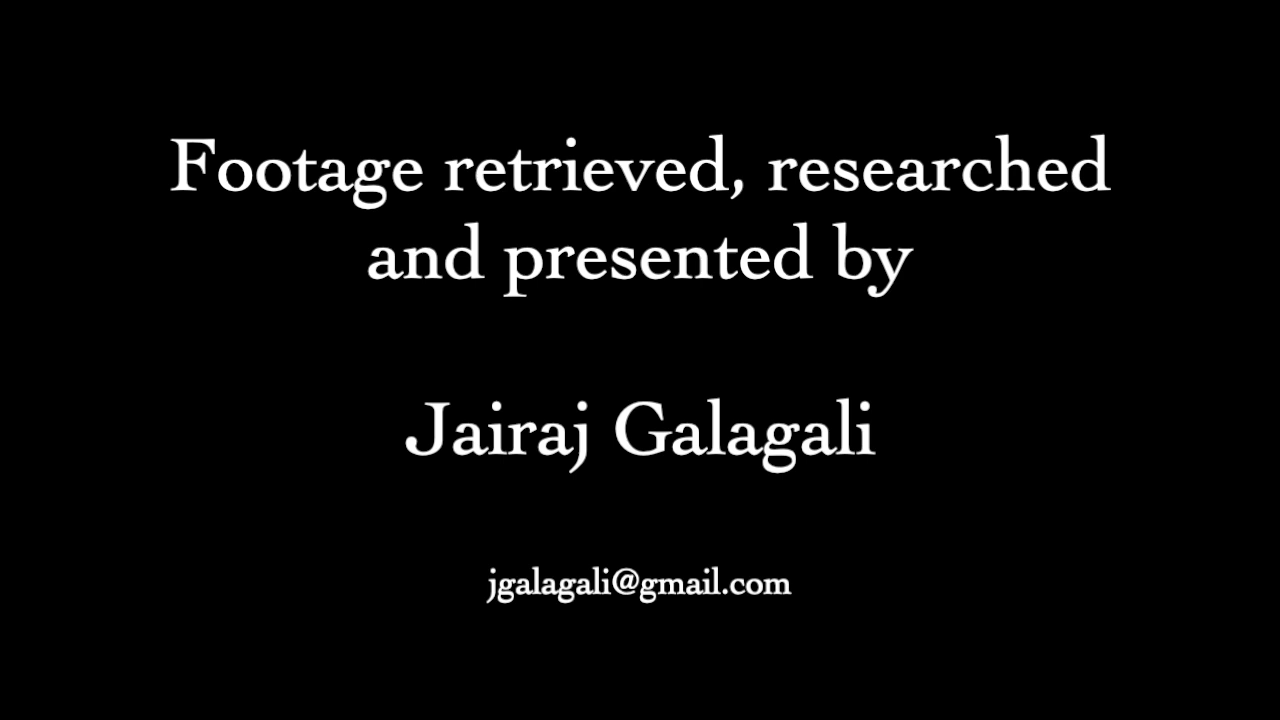 Footage retrieved, researched
and presented by
Jairaj Galagali
jgalagali@gmail.com